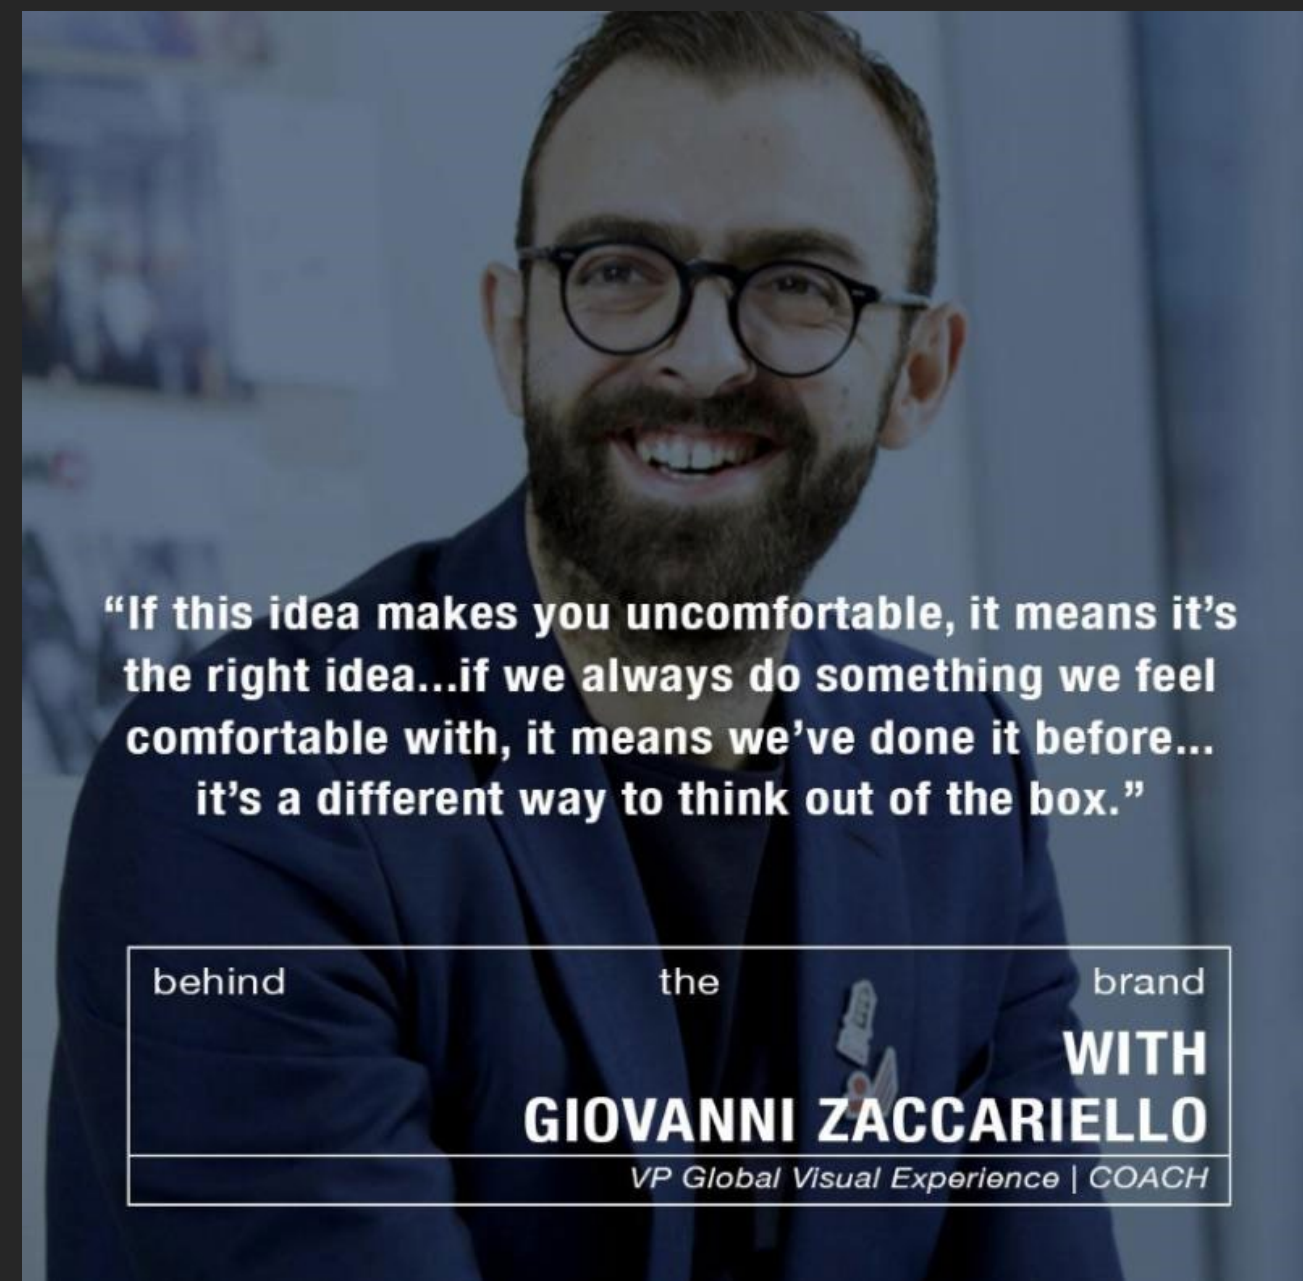 “If this idea makes you uncomfortable, it means it’s
the right idea...if we always do something we feel
comfortable with, it means we’ve done it before...
it’s a different way to think out of the box.”
behind the brand
WITH
GIOVANNI ZACCARIELLO
VP Global Visual Experience | COACH